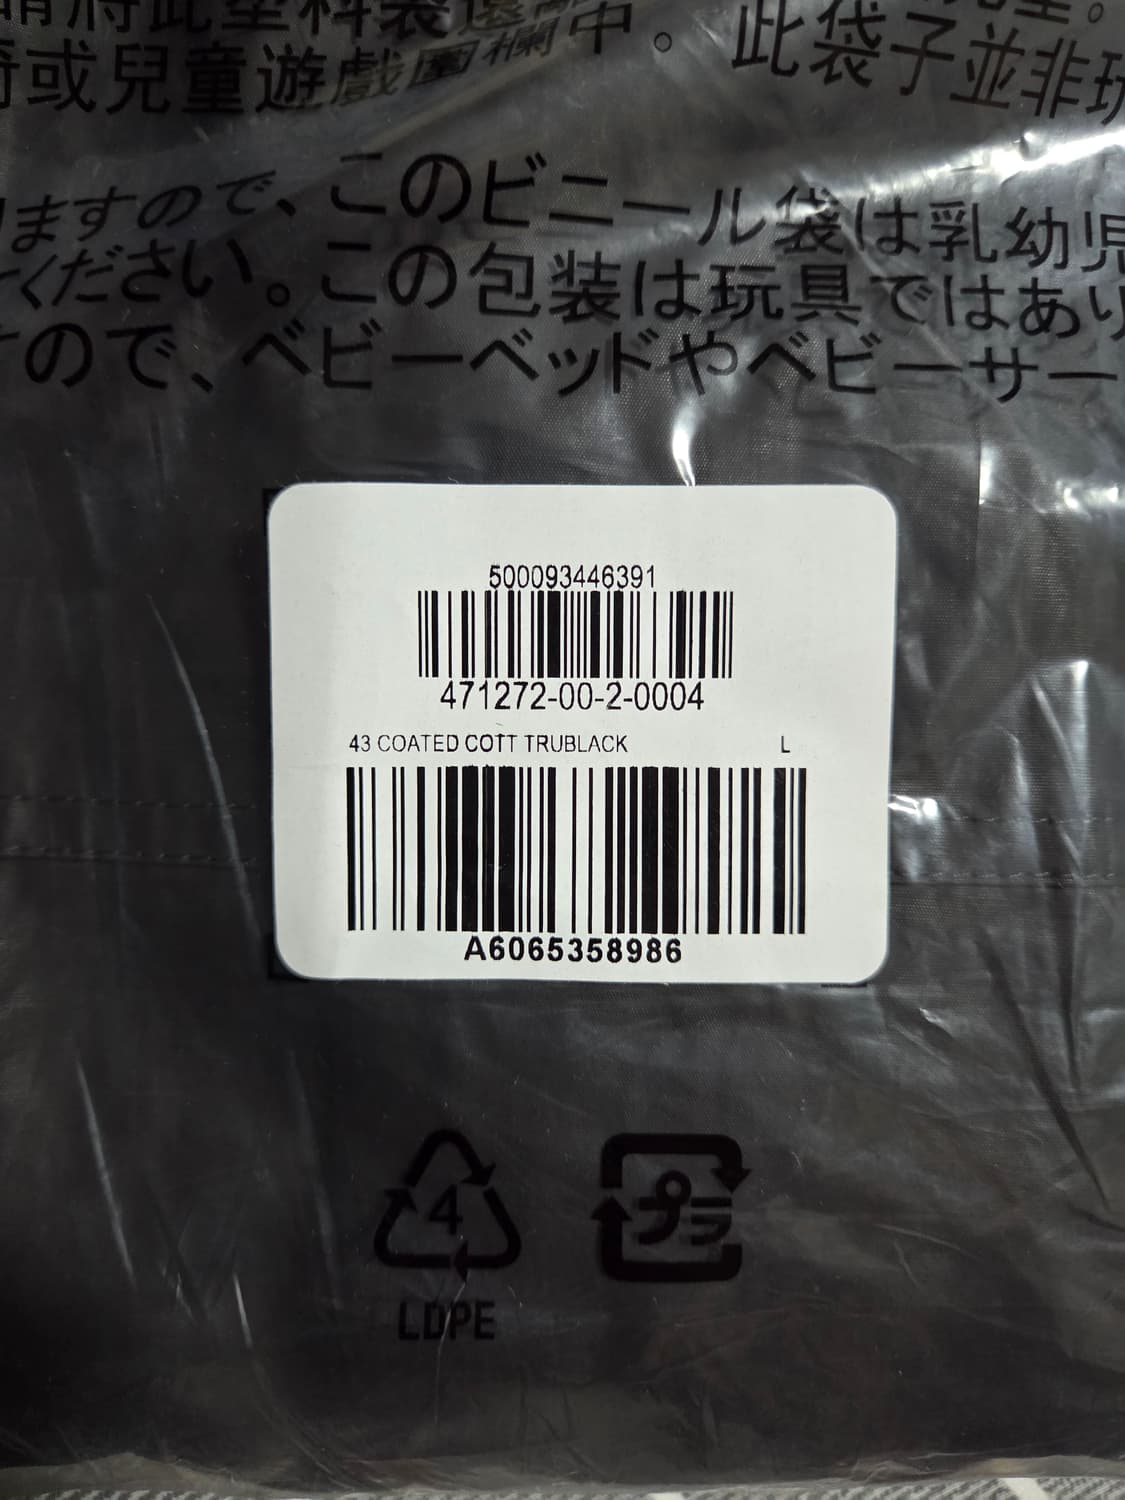 請將此塑料袋遠離
中。此袋子並非玩
或兒童遊戲圍欄
ますので、このビニール袋は乳幼児
ください。この包装は玩具ではあり
すので、ベビーベッドやベビーサー
500093446391
471272-00-2-0004
43 COATED COTT TRUBLACK L
A6065358986
4 プラ
LDPE